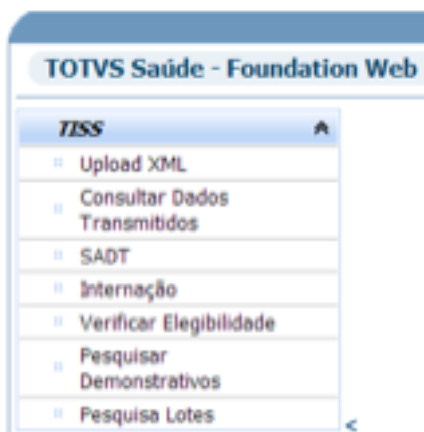 TOTVS Saúde - Foundation Web
TISS
Upload XML
Consultar Dados
Transmitidos
SADT
Internação
Verificar Elegibilidade
Pesquisar
Demonstrativos
Pesquisa Lotes
<